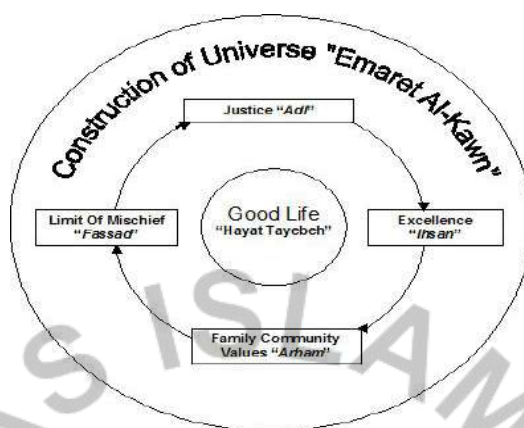 Construction of Universe "Emaret Al-Kawn"
Justice "Adl"
Limit Of Mischief
"Fassad"
Good Life
"Hayat Tayebeh"
Excellence
"Ihsan"
Family Community
Values "Arham"
S ISLAM